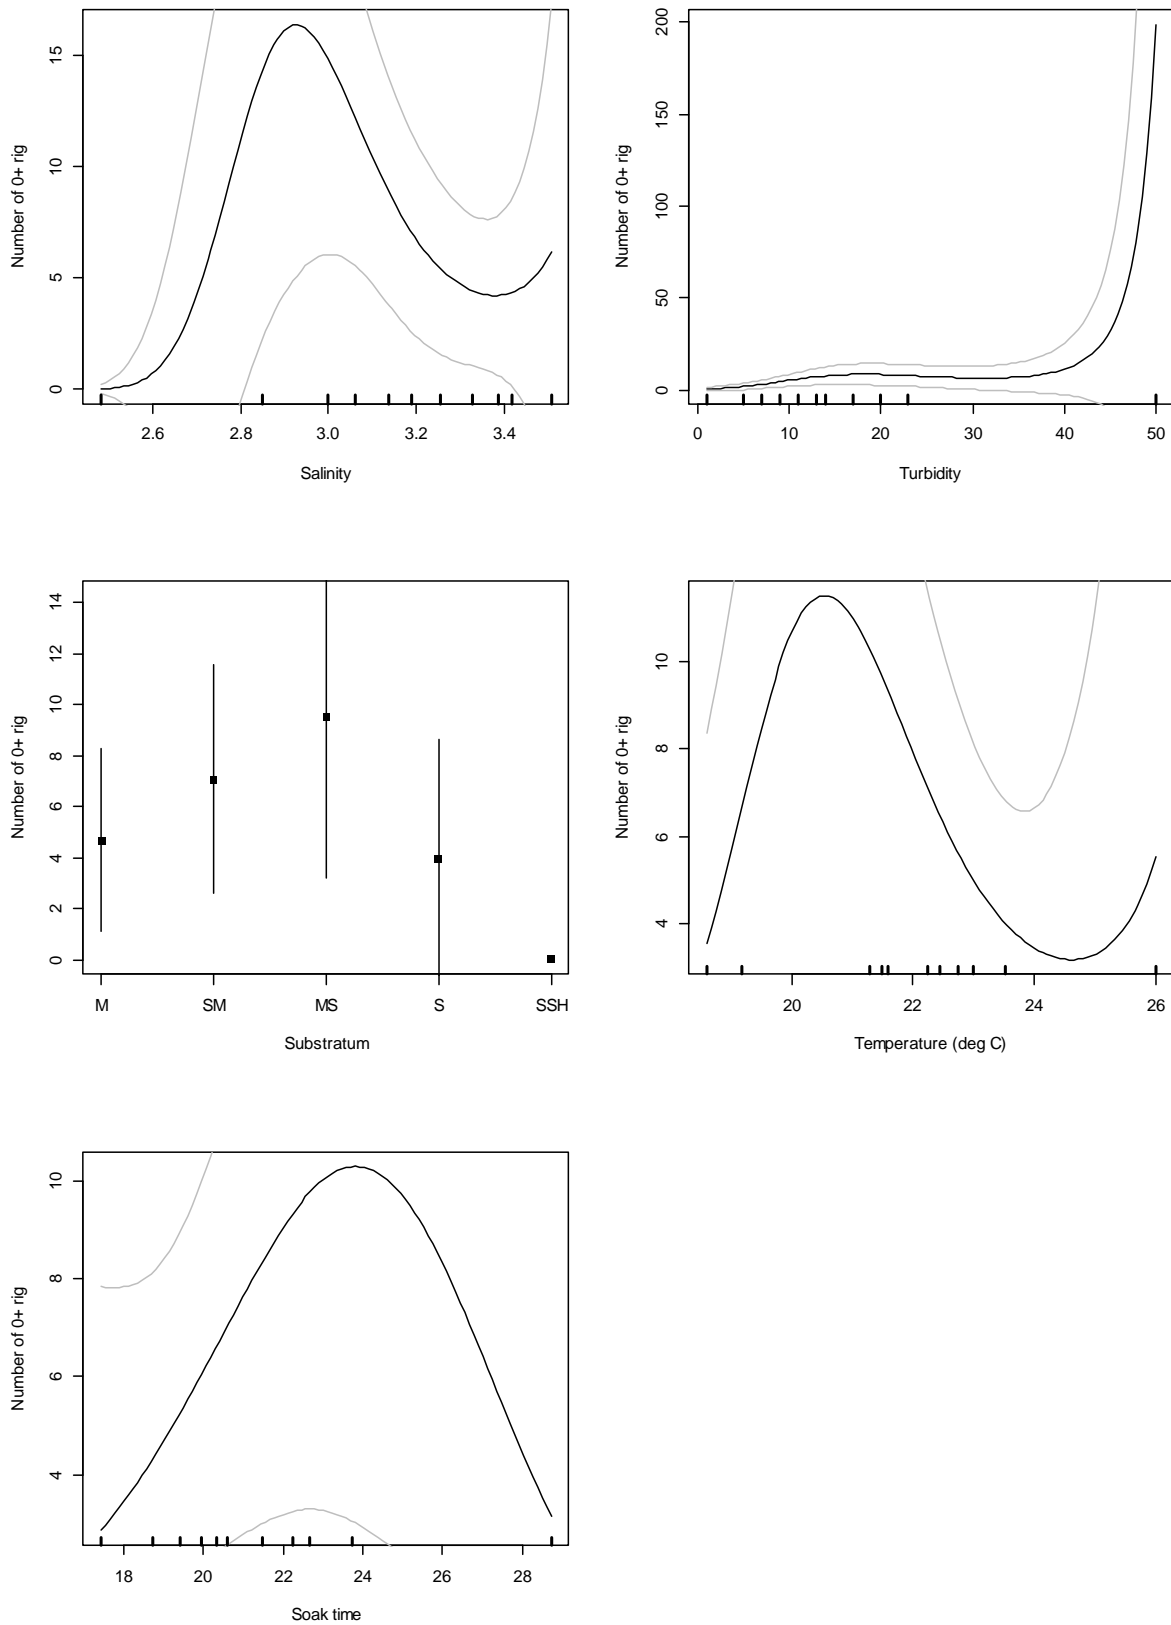 Number of 0+ rig
15
10
5
0
2.6 2.8 3.0 3.2 3.4
Salinity
Number of 0+ rig
200
150
100
50
0
0 10 20 30 40 50
Turbidity
Number of 0+ rig
14
12
10
8
6
4
2
0
M SM MS S SSH
Substratum
Number of 0+ rig
10
8
6
4
20 22 24 26
Temperature (deg C)
Number of 0+ rig
10
8
6
4
18 20 22 24 26 28
Soak time